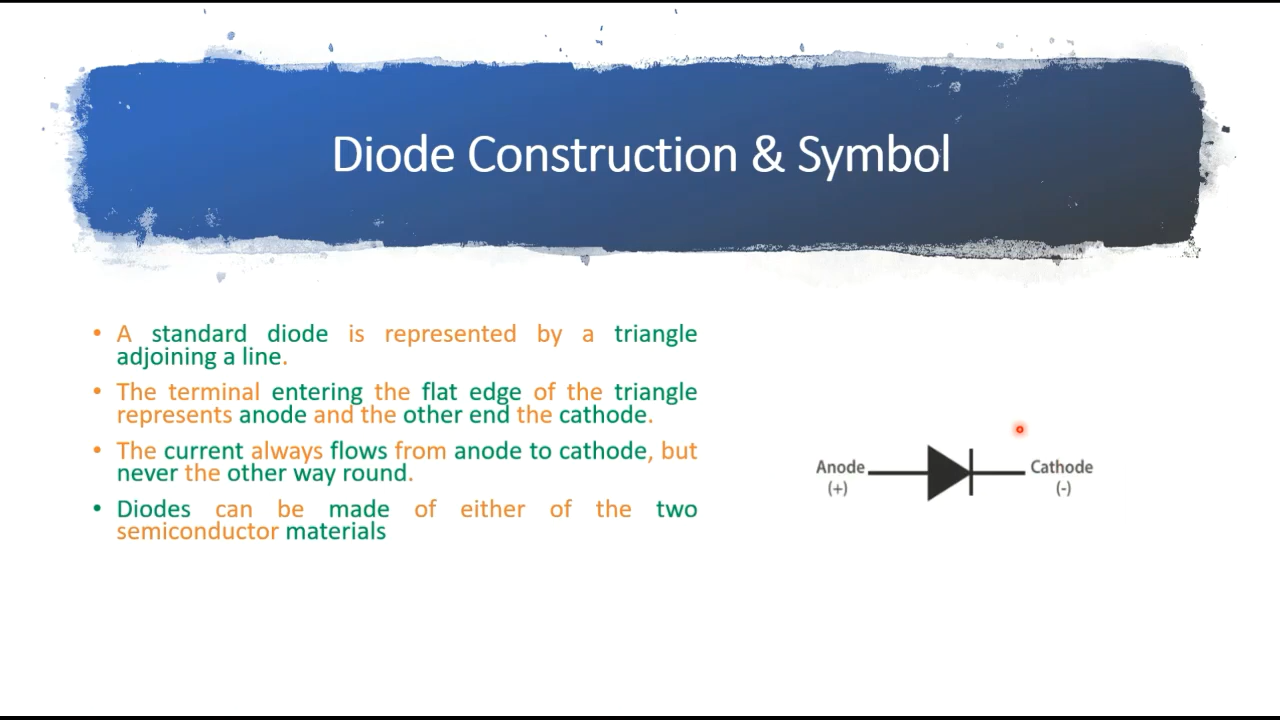 Diode Construction & Symbol
• A standard diode is represented by a triangle
adjoining a line.
• The terminal entering the flat edge of the triangle
represents anode and the other end the cathode.
• The current always flows from anode to cathode, but
never the other way round.
• Diodes can be made of either of the two
semiconductor materials
Anode
(+)
Cathode
(-)